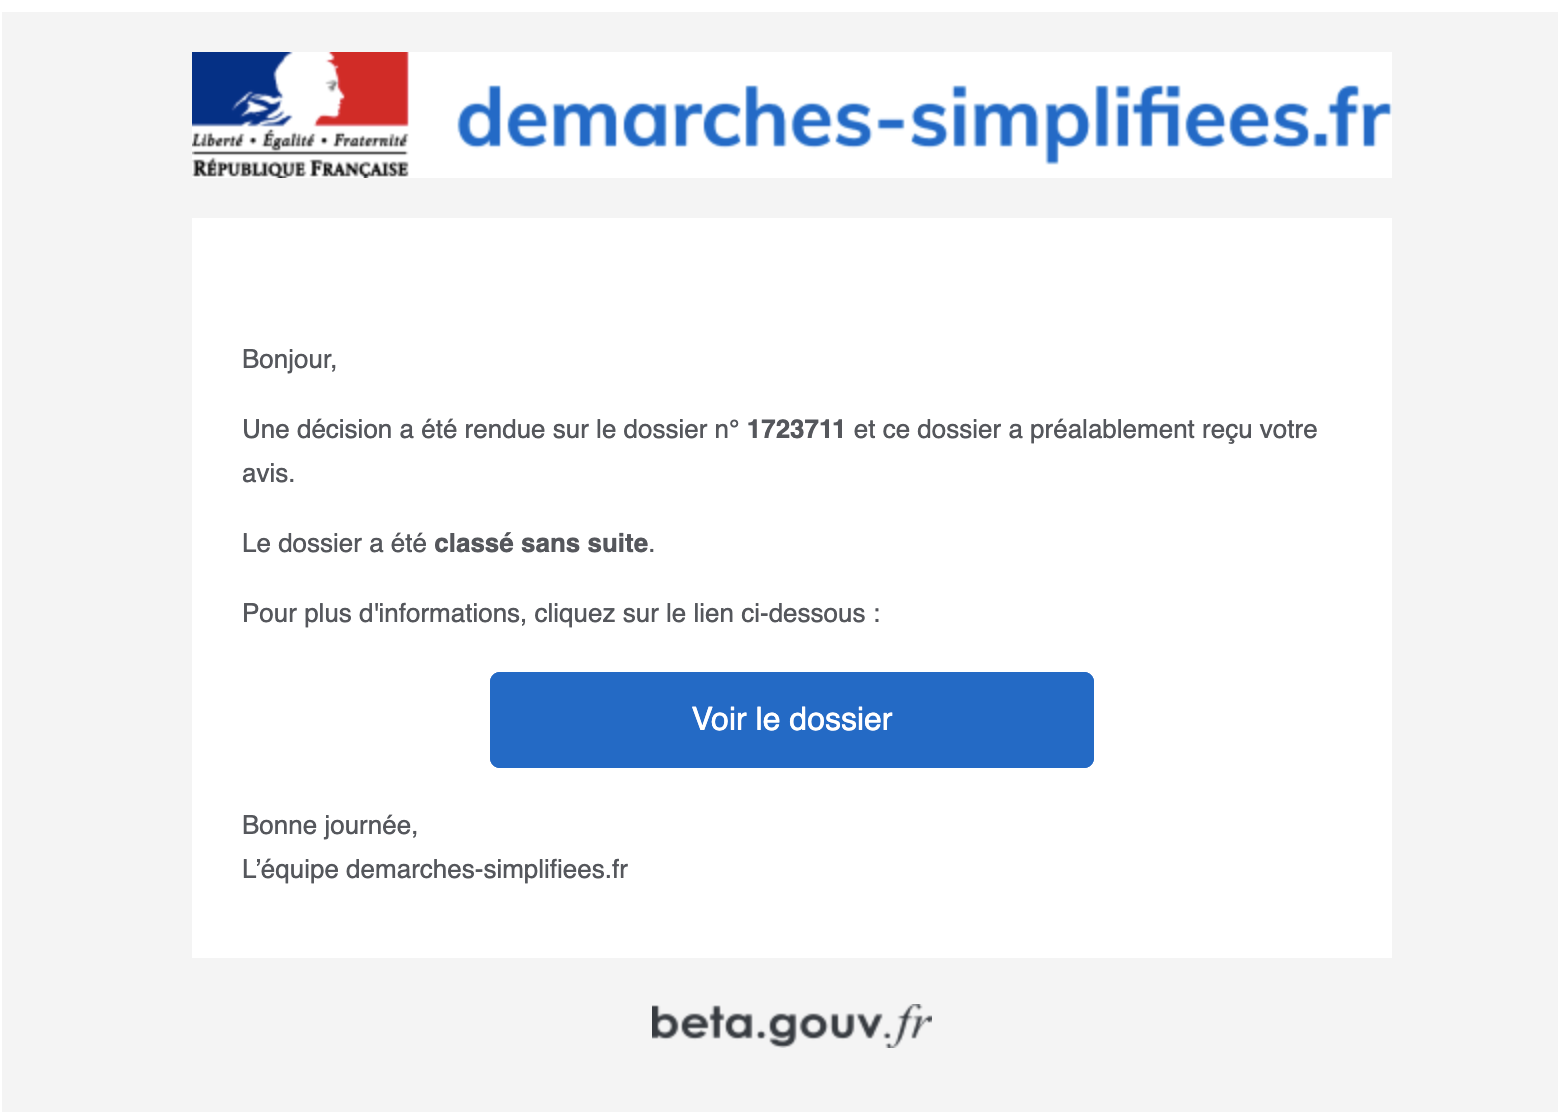 Liberté • Égalité • Fraternité
RÉPUBLIQUE FRANÇAISE
demarches-simplifiees.fr
Bonjour,
Une décision a été rendue sur le dossier n° 1723711 et ce dossier a préalablement reçu votre
avis.
Le dossier a été classé sans suite.
Pour plus d'informations, cliquez sur le lien ci-dessous :
Voir le dossier
Bonne journée,
L’équipe demarches-simplifiees.fr
beta.gouv.fr